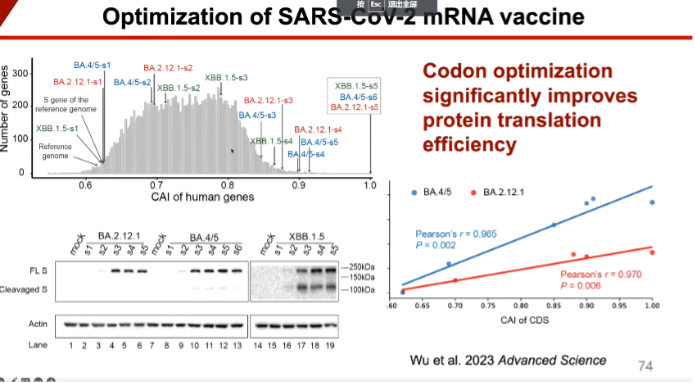 Optimization of SARS-CoV-2 mRNA vaccine
按 Esc 退出全屏
Number of genes
300
200
100
0
BA.4/5-s1
BA.2.12.1-s1
S gene of the
reference genome
XBB.1.5-s1
Reference
genome
BA.2.12.1-s2
BA.4/5-s2
XBB.1.5-s2
XBB.1.5-s3
BA.2.12.1-s3
BA.4/5-s3
XBB.1.5-s4
BA.2.12.1-s4
BA.4/5-s5
BA.4/5-s4
XBB.1.5-s5
BA.4/5-s6
BA.2.12.1-s5
0.6 0.7 0.8 0.9 1.0
CAI of human genes
Codon optimization
significantly improves
protein translation
efficiency
BA.4/5 BA.2.12.1
Pearson's r = 0.965
P = 0.002
Pearson's r = 0.970
P = 0.006
.60 0.65 0.70 0.75 0.80 0.85 0.90 0.95 1.00
CAI of CDS
BA.2.12.1 BA.4/5 XBB.1.5
mock s1 s2 s3 s4 s5 mock s1 s2 s3 s4 s5 s6 mock s1 s2 s3 s4 s5
FL S
Cleavaged S
250kDa
150kDa
100kDa
Actin
Lane 1 2 3 4 5 6 7 8 9 10 11 12 13 14 15 16 17 18 19
Wu et al. 2023 Advanced Science
74